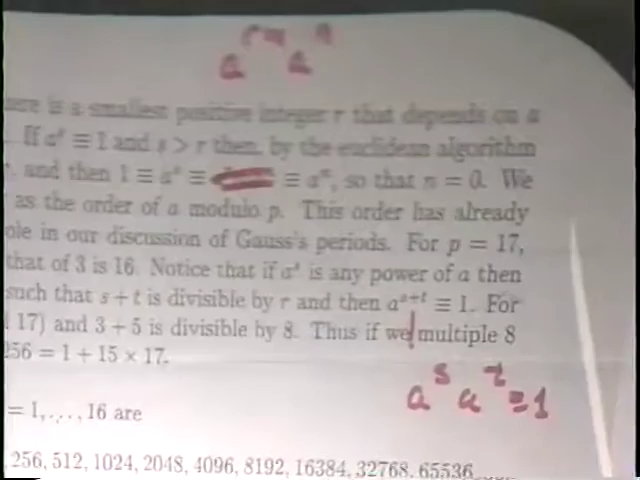 a^rm a^n
there is a smallest positive integer r that depends on a
. If a^s ≡ 1 and s > r then, by the euclidean algorithm
, and then 1 ≡ a^s ≡ ≡ a^n, so that n = 0. We
as the order of a modulo p. This order has already
ole in our discussion of Gauss's periods. For p = 17,
that of 3 is 16. Notice that if a^s is any power of a then
such that s + t is divisible by r and then a^{s+t} ≡ 1. For
17) and 3 + 5 is divisible by 8. Thus if we multiple 8
256 = 1 + 15 × 17.
a^s a^t = 1
= 1, . . . , 16 are
256, 512, 1024, 2048, 4096, 8192, 16384, 32768, 65536